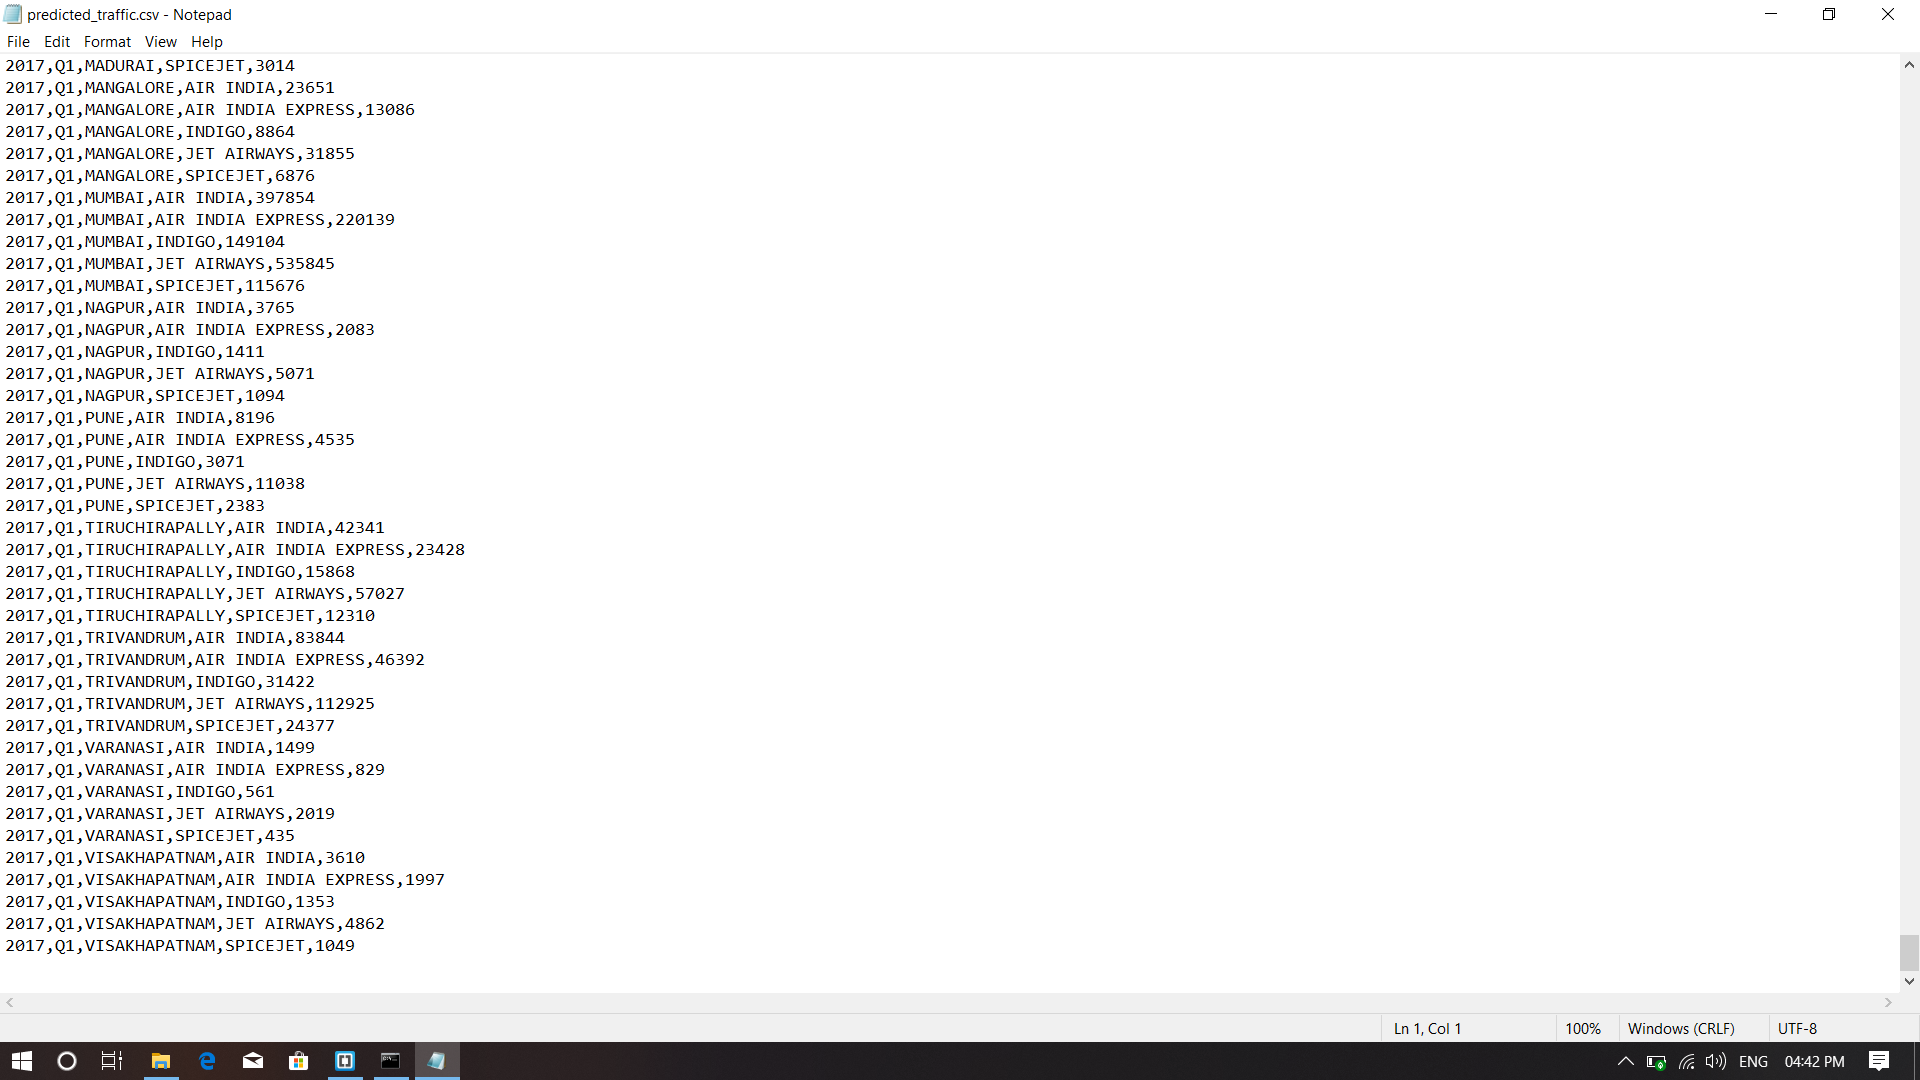 predicted_traffic.csv - Notepad
File Edit Format View Help
2017,Q1,MADURAI,SPICEJET,3014
2017,Q1,MANGALORE,AIR INDIA,23651
2017,Q1,MANGALORE,AIR INDIA EXPRESS,13086
2017,Q1,MANGALORE,INDIGO,8864
2017,Q1,MANGALORE,JET AIRWAYS,31855
2017,Q1,MANGALORE,SPICEJET,6876
2017,Q1,MUMBAI,AIR INDIA,397854
2017,Q1,MUMBAI,AIR INDIA EXPRESS,220139
2017,Q1,MUMBAI,INDIGO,149104
2017,Q1,MUMBAI,JET AIRWAYS,535845
2017,Q1,MUMBAI,SPICEJET,115676
2017,Q1,NAGPUR,AIR INDIA,3765
2017,Q1,NAGPUR,AIR INDIA EXPRESS,2083
2017,Q1,NAGPUR,INDIGO,1411
2017,Q1,NAGPUR,JET AIRWAYS,5071
2017,Q1,NAGPUR,SPICEJET,1094
2017,Q1,PUNE,AIR INDIA,8196
2017,Q1,PUNE,AIR INDIA EXPRESS,4535
2017,Q1,PUNE,INDIGO,3071
2017,Q1,PUNE,JET AIRWAYS,11038
2017,Q1,PUNE,SPICEJET,2383
2017,Q1,TIRUCHIRAPALLY,AIR INDIA,42341
2017,Q1,TIRUCHIRAPALLY,AIR INDIA EXPRESS,23428
2017,Q1,TIRUCHIRAPALLY,INDIGO,15868
2017,Q1,TIRUCHIRAPALLY,JET AIRWAYS,57027
2017,Q1,TIRUCHIRAPALLY,SPICEJET,12310
2017,Q1,TRIVANDRUM,AIR INDIA,83844
2017,Q1,TRIVANDRUM,AIR INDIA EXPRESS,46392
2017,Q1,TRIVANDRUM,INDIGO,31422
2017,Q1,TRIVANDRUM,JET AIRWAYS,112925
2017,Q1,TRIVANDRUM,SPICEJET,24377
2017,Q1,VARANASI,AIR INDIA,1499
2017,Q1,VARANASI,AIR INDIA EXPRESS,829
2017,Q1,VARANASI,INDIGO,561
2017,Q1,VARANASI,JET AIRWAYS,2019
2017,Q1,VARANASI,SPICEJET,435
2017,Q1,VISAKHAPATNAM,AIR INDIA,3610
2017,Q1,VISAKHAPATNAM,AIR INDIA EXPRESS,1997
2017,Q1,VISAKHAPATNAM,INDIGO,1353
2017,Q1,VISAKHAPATNAM,JET AIRWAYS,4862
2017,Q1,VISAKHAPATNAM,SPICEJET,1049
Ln 1, Col 1 100% Windows (CRLF) UTF-8
ENG 04:42 PM